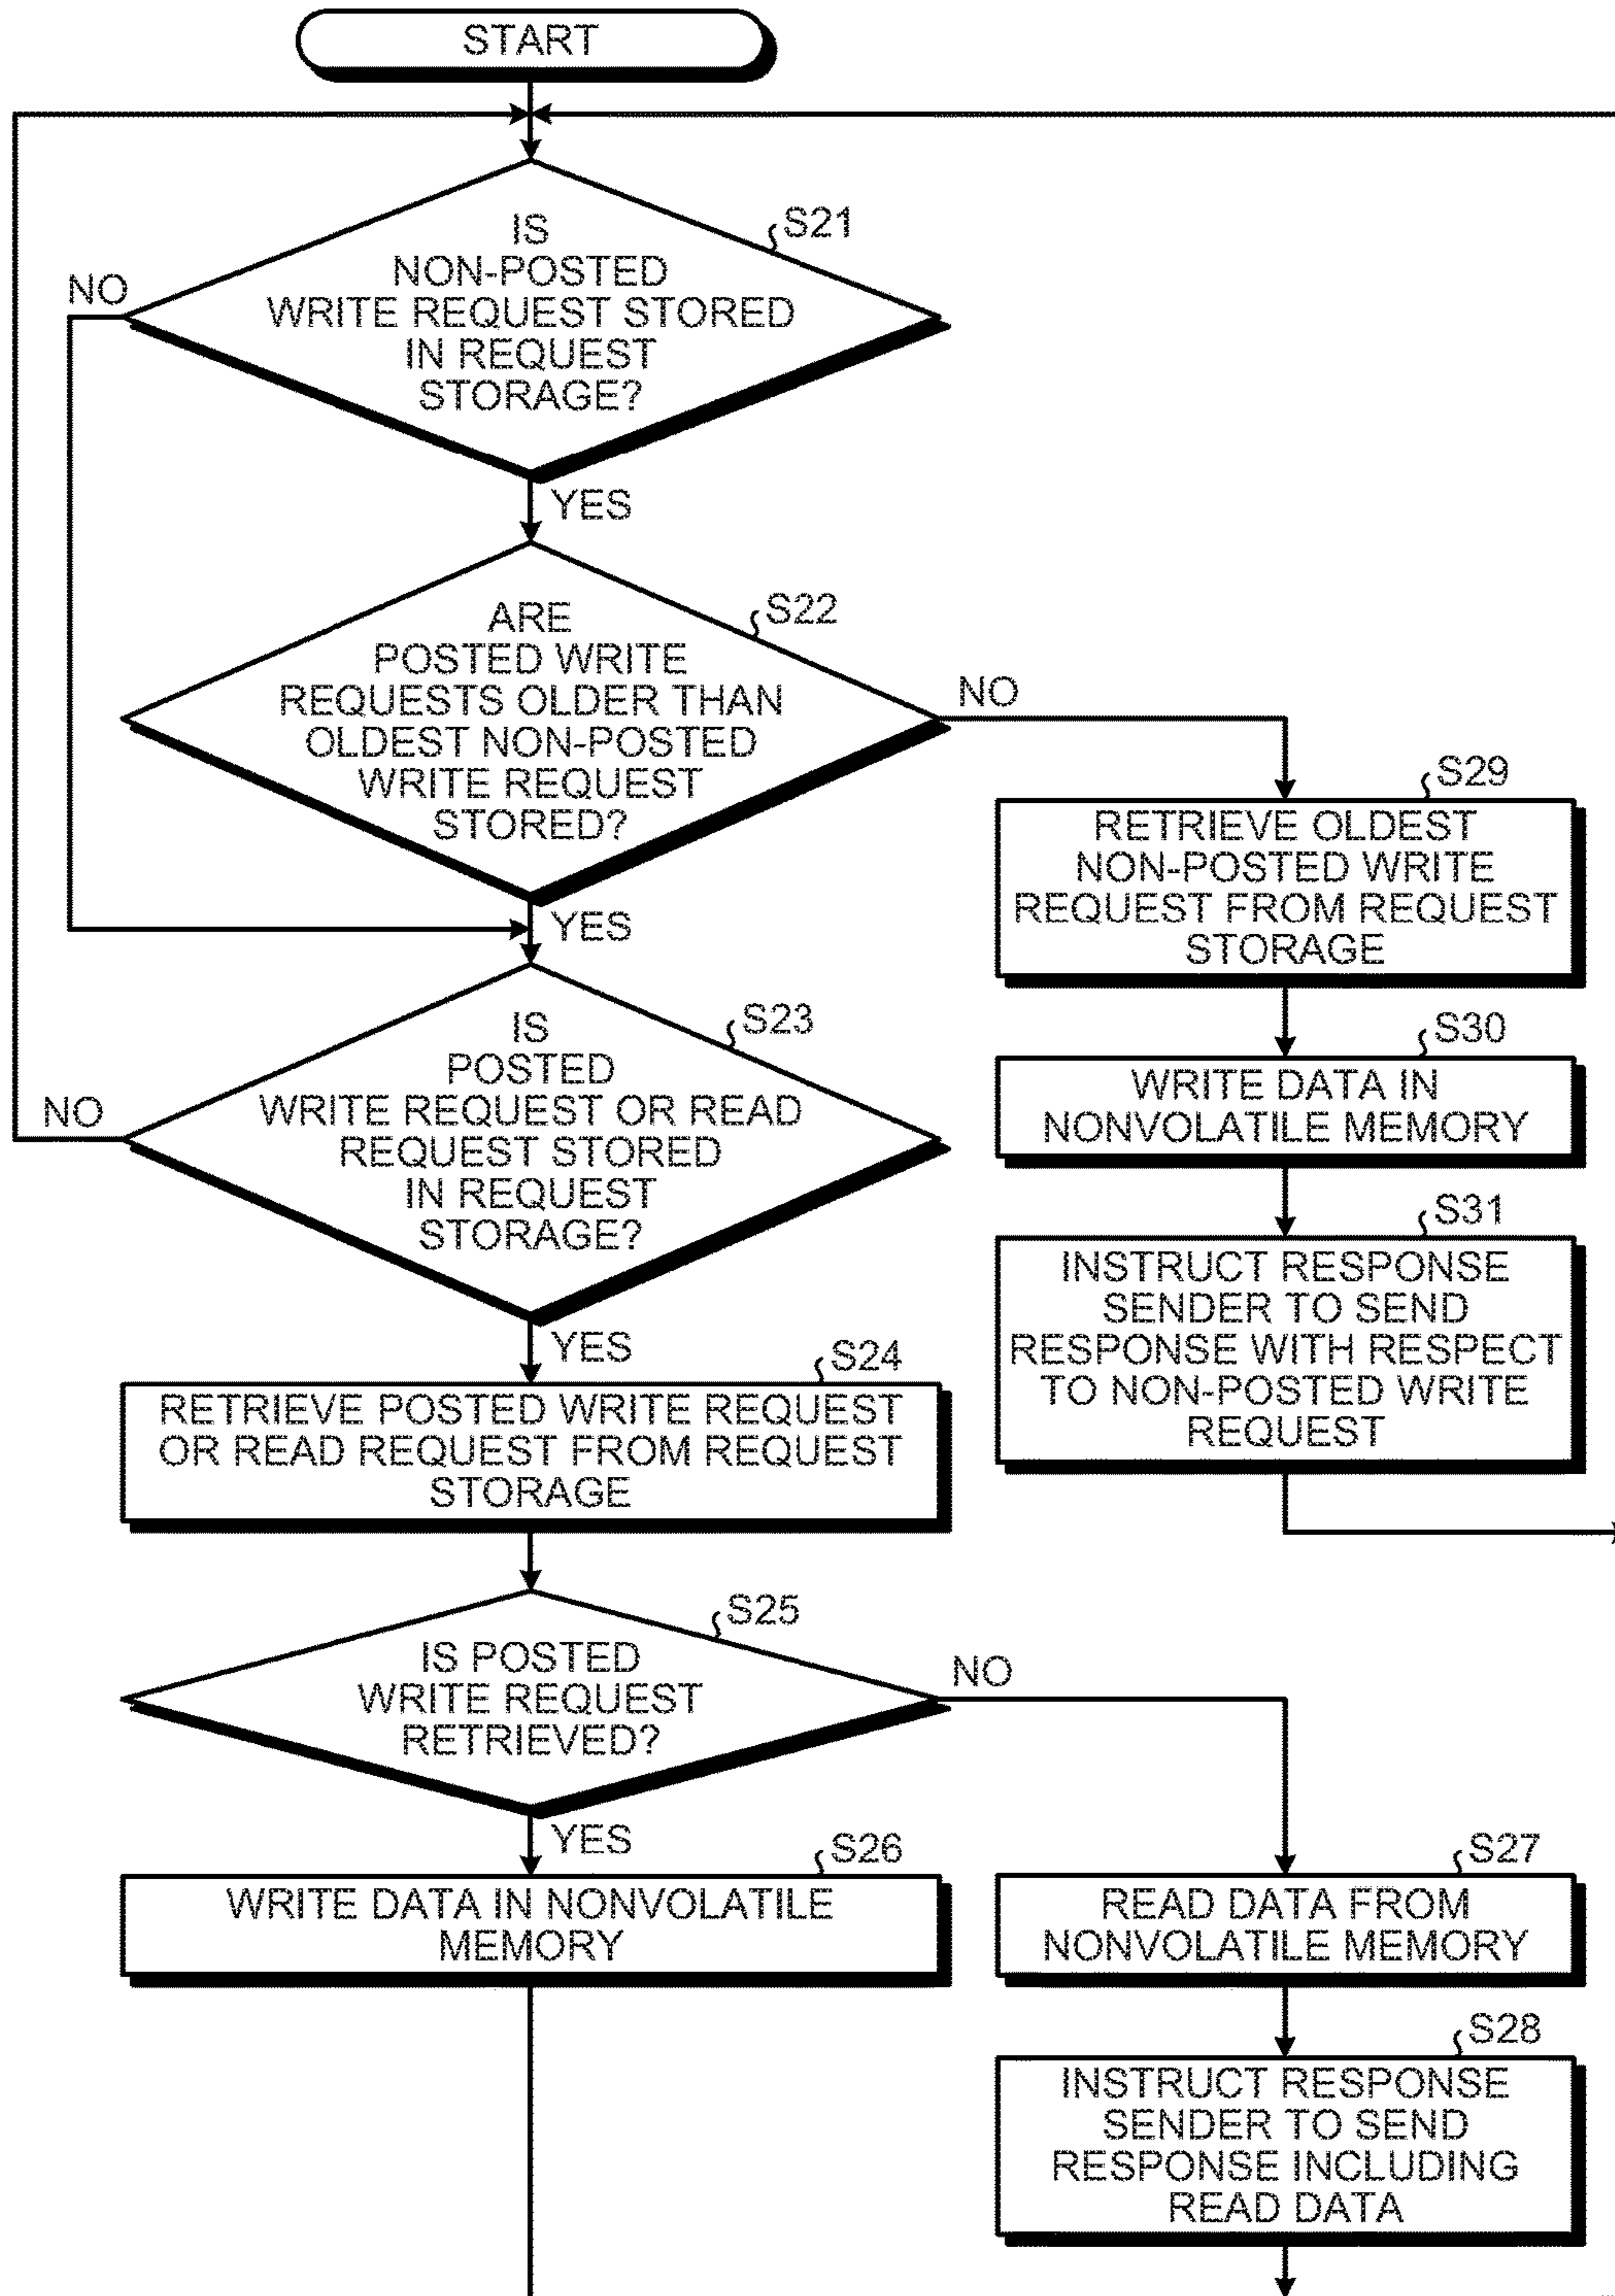 START
S21
IS
NON-POSTED
WRITE REQUEST STORED
IN REQUEST
STORAGE?
NO
YES
S22
ARE
POSTED WRITE
REQUESTS OLDER THAN
OLDEST NON-POSTED
WRITE REQUEST
STORED?
NO
YES
S29
RETRIEVE OLDEST
NON-POSTED WRITE
REQUEST FROM REQUEST
STORAGE
S30
WRITE DATA IN
NONVOLATILE MEMORY
S31
INSTRUCT RESPONSE
SENDER TO SEND
RESPONSE WITH RESPECT
TO NON-POSTED WRITE
REQUEST
S23
IS
POSTED
WRITE REQUEST OR READ
REQUEST STORED
IN REQUEST
STORAGE?
NO
YES
S24
RETRIEVE POSTED WRITE REQUEST
OR READ REQUEST FROM REQUEST
STORAGE
S25
IS POSTED
WRITE REQUEST
RETRIEVED?
NO
YES
S26
WRITE DATA IN NONVOLATILE
MEMORY
S27
READ DATA FROM
NONVOLATILE MEMORY
S28
INSTRUCT RESPONSE
SENDER TO SEND
RESPONSE INCLUDING
READ DATA